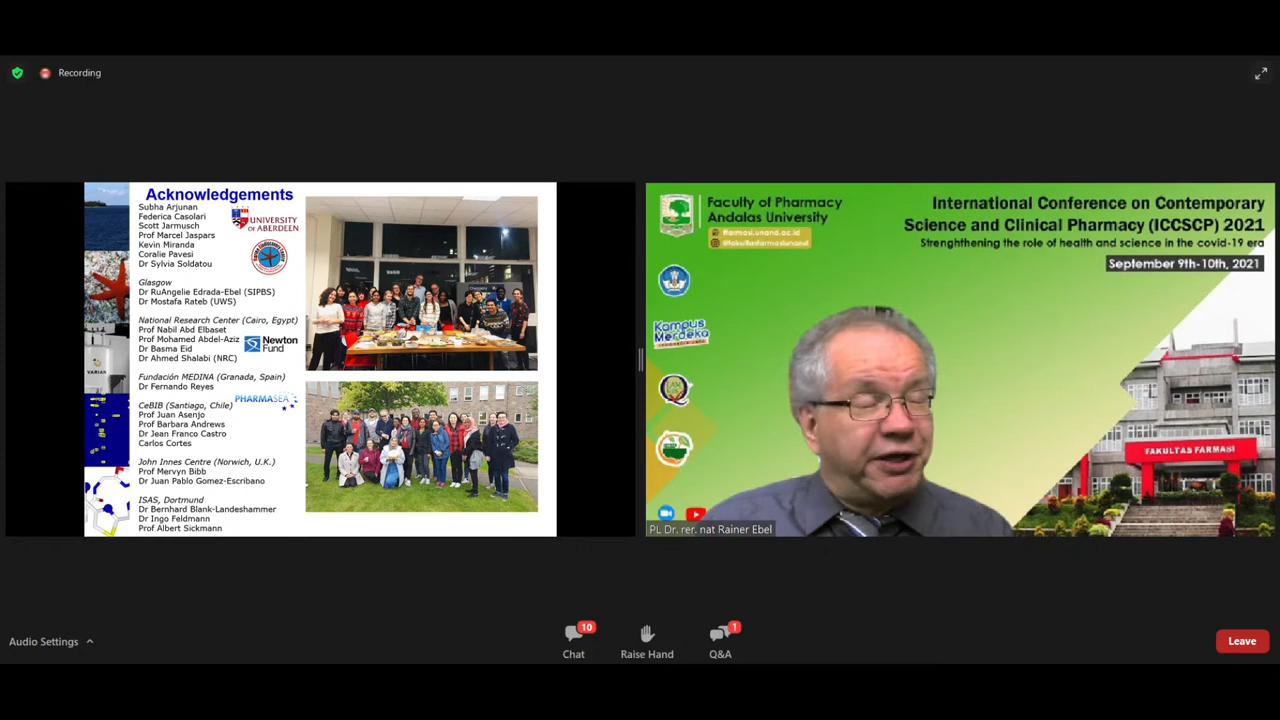 Recording
Acknowledgements
Subha Arjunan
Federica Casolari
Scott Jarmusch
Prof Marcel Jaspars
Kevin Miranda
Coralie Pavesi
Dr Sylvia Soldatou
UNIVERSITY
OF ABERDEEN
Glasgow
Dr RuAngelie Edrada-Ebel (SIPBS)
Dr Mostafa Rateb (UWS)
National Research Center (Cairo, Egypt)
Prof Nabil Abd Elbaset
Prof Mohamed Abdel-Aziz
Dr Basma Eid
Dr Ahmed Shalabi (NRC)
Newton
Fund
Fundación MEDINA (Granada, Spain)
Dr Fernando Reyes
PHARMASEA
CeBIB (Santiago, Chile)
Prof Juan Asenjo
Prof Barbara Andrews
Dr Jean Franco Castro
Carlos Cortes
John Innes Centre (Norwich, U.K.)
Prof Mervyn Bibb
Dr Juan Pablo Gomez-Escribano
ISAS, Dortmund
Dr Bernhard Blank-Landeshammer
Dr Ingo Feldmann
Prof Albert Sickmann
VARIAN
Faculty of Pharmacy
Andalas University
ffarmasi.unand.ac.id
@fakultasfarmasiunand
International Conference on Contemporary
Science and Clinical Pharmacy (ICCSCP) 2021
Strenghthening the role of health and science in the covid-19 era
September 9th-10th, 2021
Kampus
Merdeka
FAKULTAS FARMASI
PL Dr. rer. nat Rainer Ebel
Audio Settings
10
Chat
Raise Hand
1
Q&A
Leave